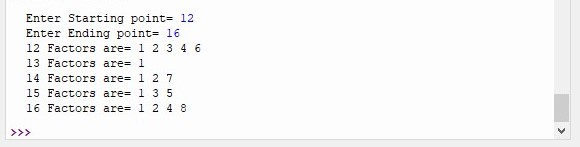 Enter Starting point= 12
Enter Ending point= 16
12 Factors are= 1 2 3 4 6
13 Factors are= 1
14 Factors are= 1 2 7
15 Factors are= 1 3 5
16 Factors are= 1 2 4 8
>>>